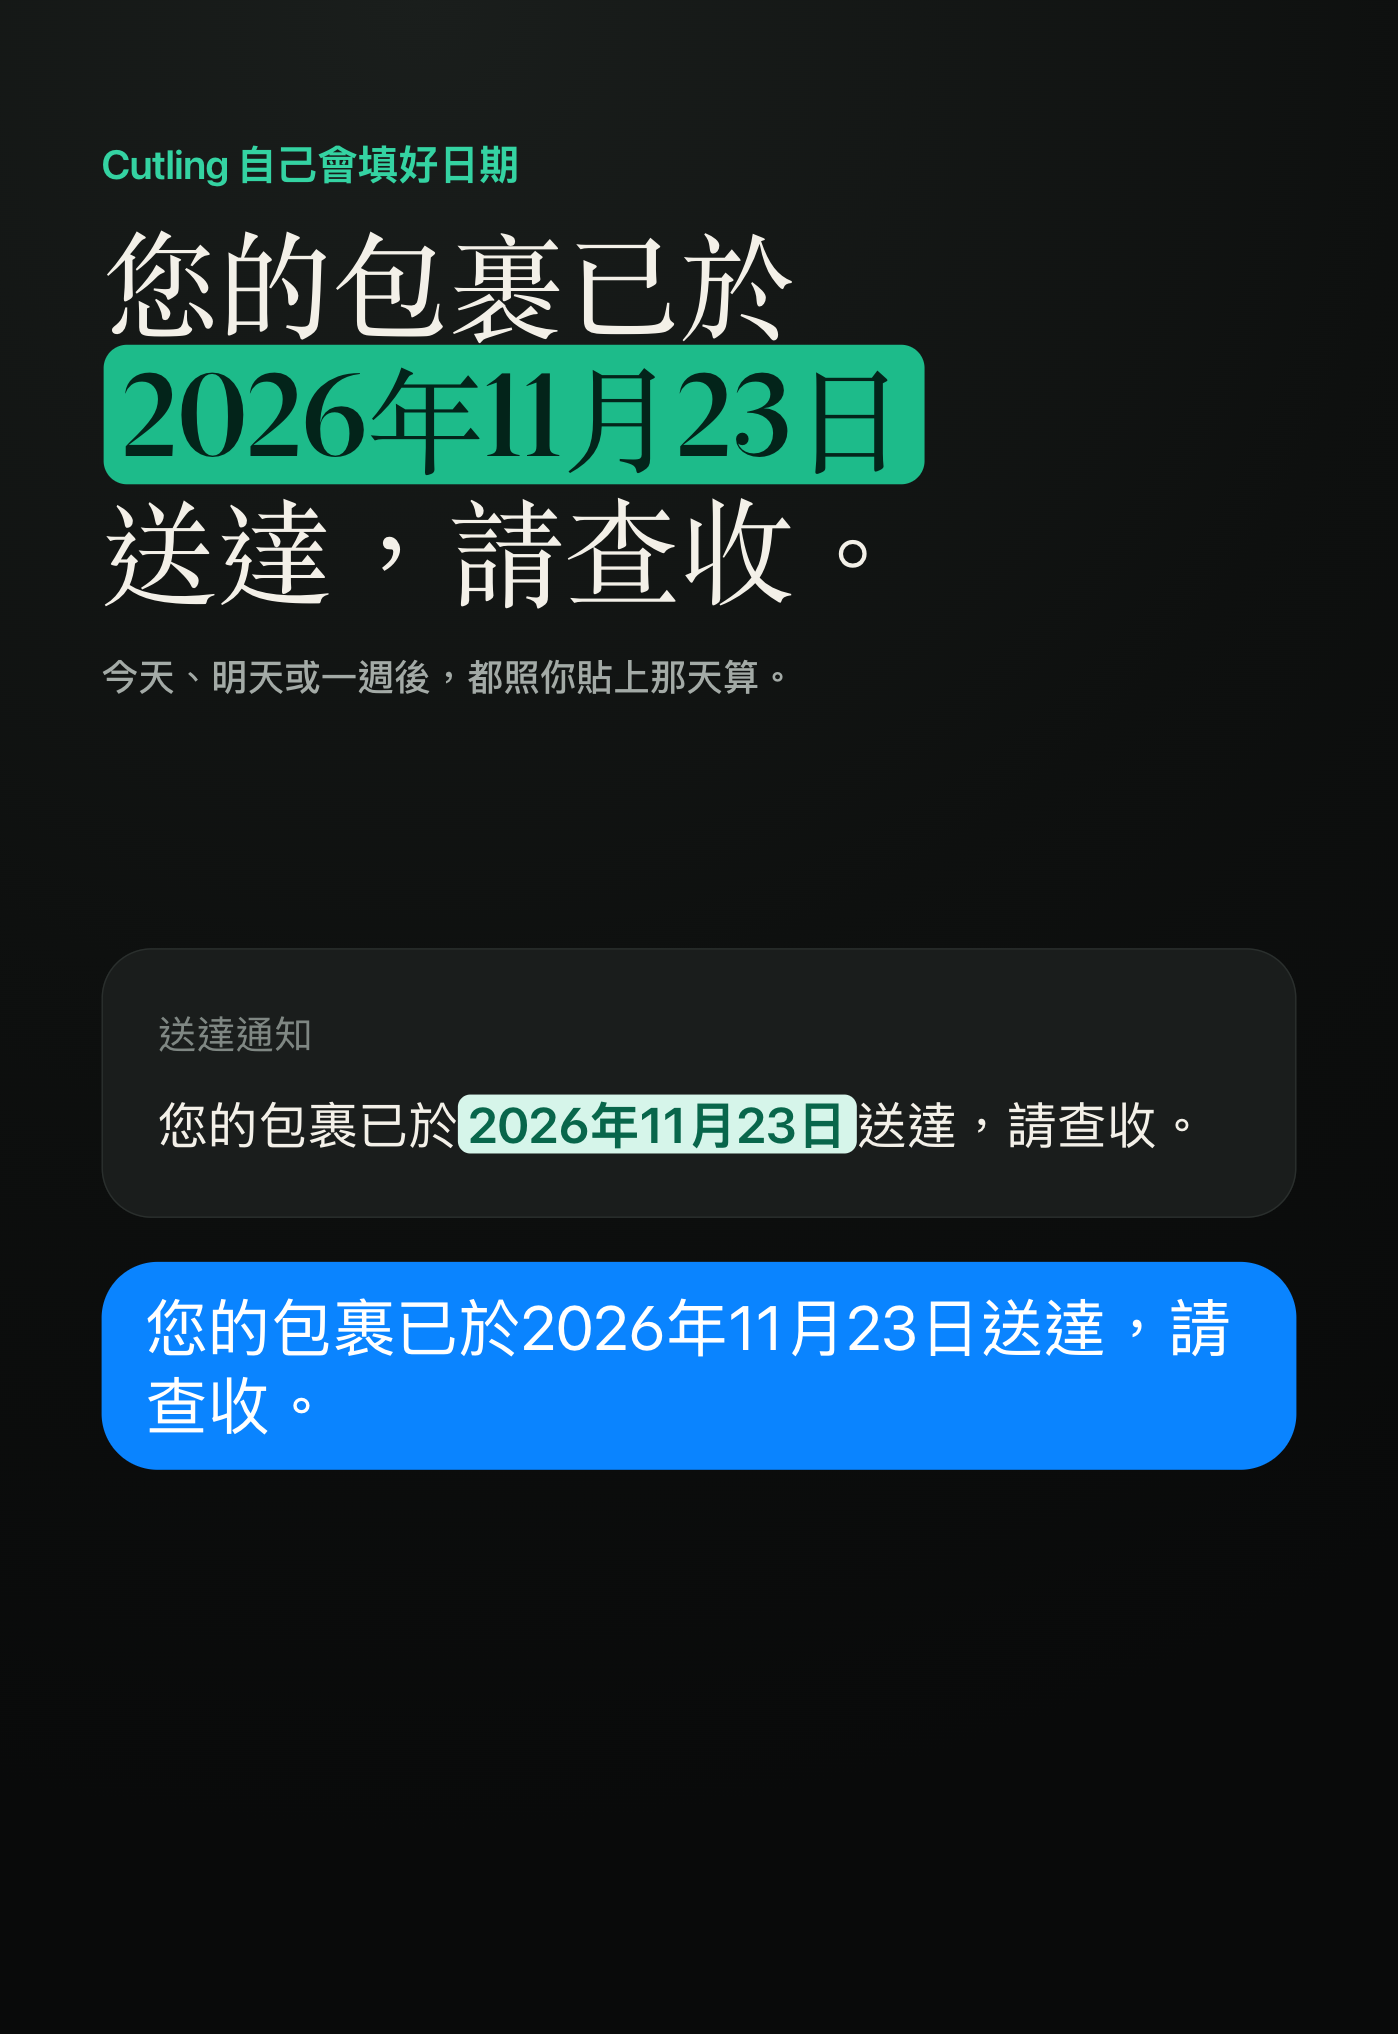 Cutling 自己會填好日期
您的包裹已於
2026年11月23日
送達，請查收。
今天、明天或一週後，都照你貼上那天算。
送達通知
您的包裹已於2026年11月23日送達，請查收。
您的包裹已於2026年11月23日送達，請
查收。